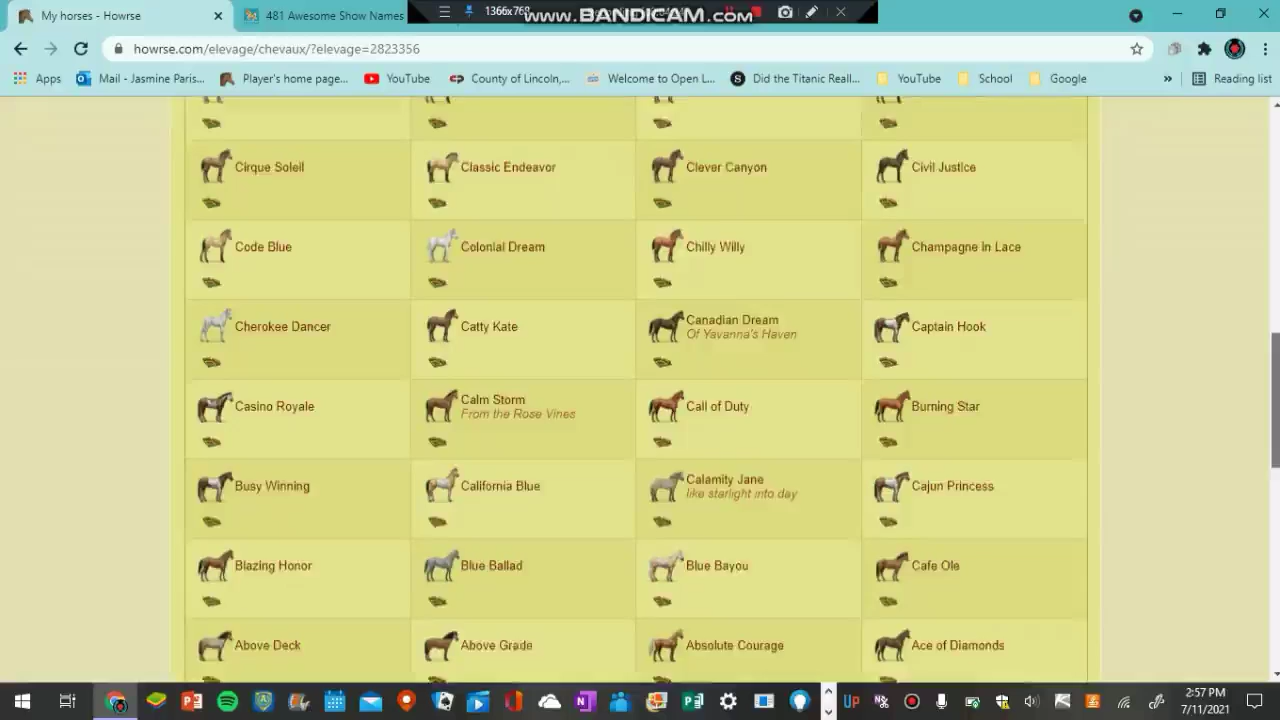 My horses - Howrse
481 Awesome Show Names
1366x768
www.BANDICAM.com
howrse.com/elevage/chevaux/?elevage=2823356
Apps
Mail - Jasmine Paris...
Player's home page...
YouTube
County of Lincoln,...
Welcome to Open L...
Did the Titanic Reall...
YouTube
School
Google
»
Reading list
Cirque Soleil
Classic Endeavor
Clever Canyon
Civil Justice
Code Blue
Colonial Dream
Chilly Willy
Champagne in Lace
Cherokee Dancer
Catty Kate
Canadian Dream
Of Yavanna's Haven
Captain Hook
Casino Royale
Calm Storm
From the Rose Vines
Call of Duty
Burning Star
Busy Winning
California Blue
Calamity Jane
like starlight into day
Cajun Princess
Blazing Honor
Blue Ballad
Blue Bayou
Cafe Ole
Above Deck
Above Grade
Absolute Courage
Ace of Diamonds
Up
2:57 PM
7/11/2021